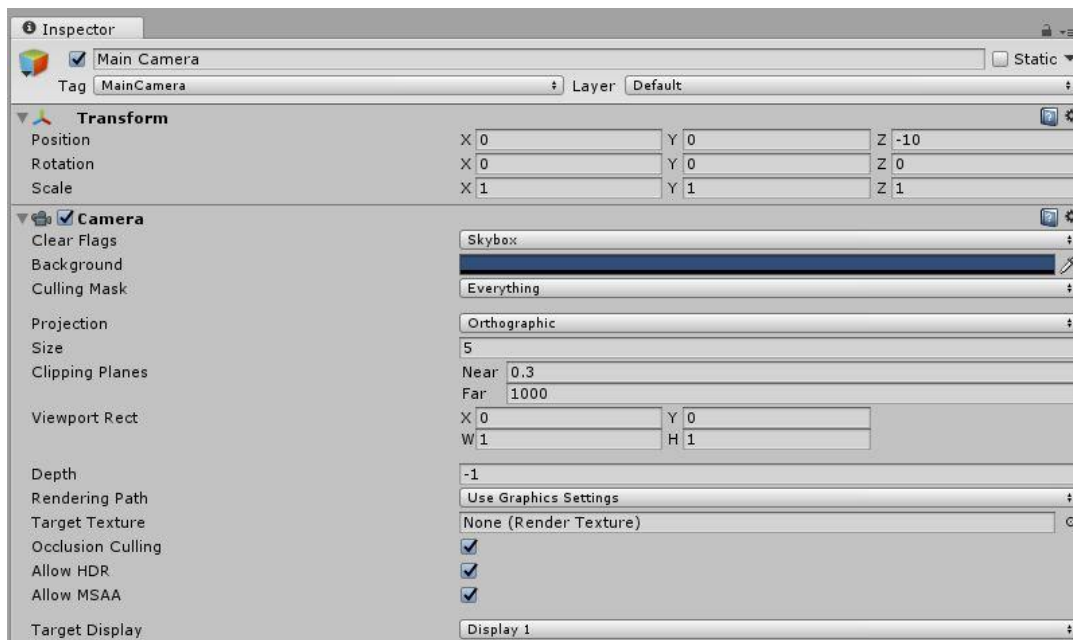 Inspector
Main Camera Static
Tag MainCamera Layer Default
Transform
Position X 0 Y 0 Z -10
Rotation X 0 Y 0 Z 0
Scale X 1 Y 1 Z 1
Camera
Clear Flags Skybox
Background
Culling Mask Everything
Projection Orthographic
Size 5
Clipping Planes Near 0.3
Far 1000
Viewport Rect X 0 Y 0
W 1 H 1
Depth -1
Rendering Path Use Graphics Settings
Target Texture None (Render Texture)
Occlusion Culling
Allow HDR
Allow MSAA
Target Display Display 1